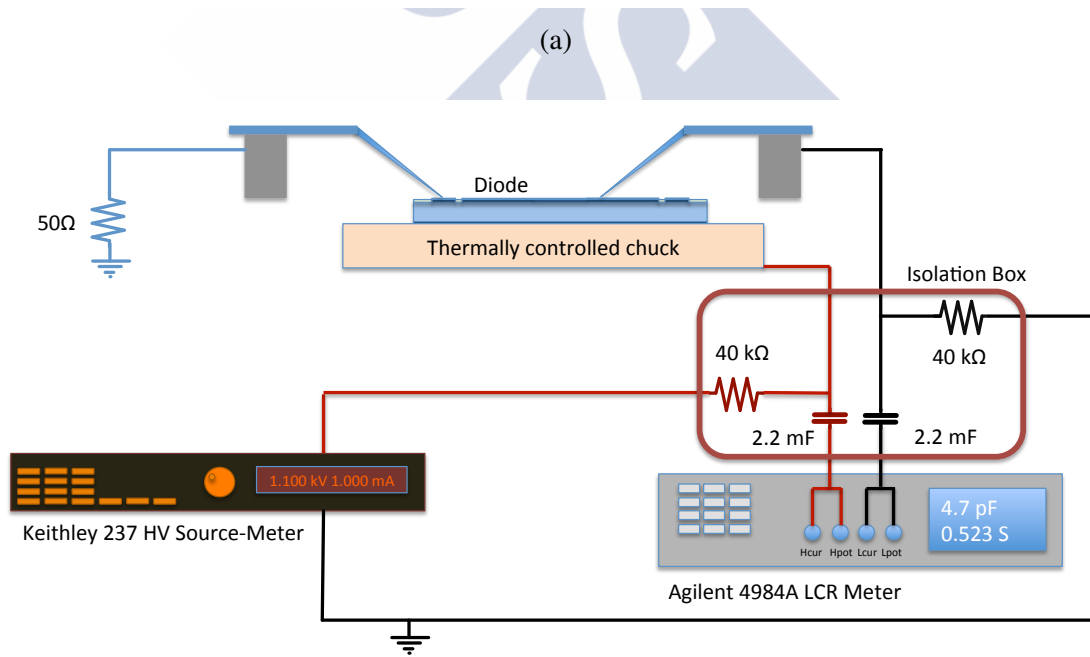 (a)
Diode
50Ω
Thermally controlled chuck
Isolation Box
40 kΩ
40 kΩ
2.2 mF
2.2 mF
1.100 kV 1.000 mA
4.7 pF
0.523 S
Hcur Hpot Lcur Lpot
Keithley 237 HV Source-Meter
Agilent 4984A LCR Meter